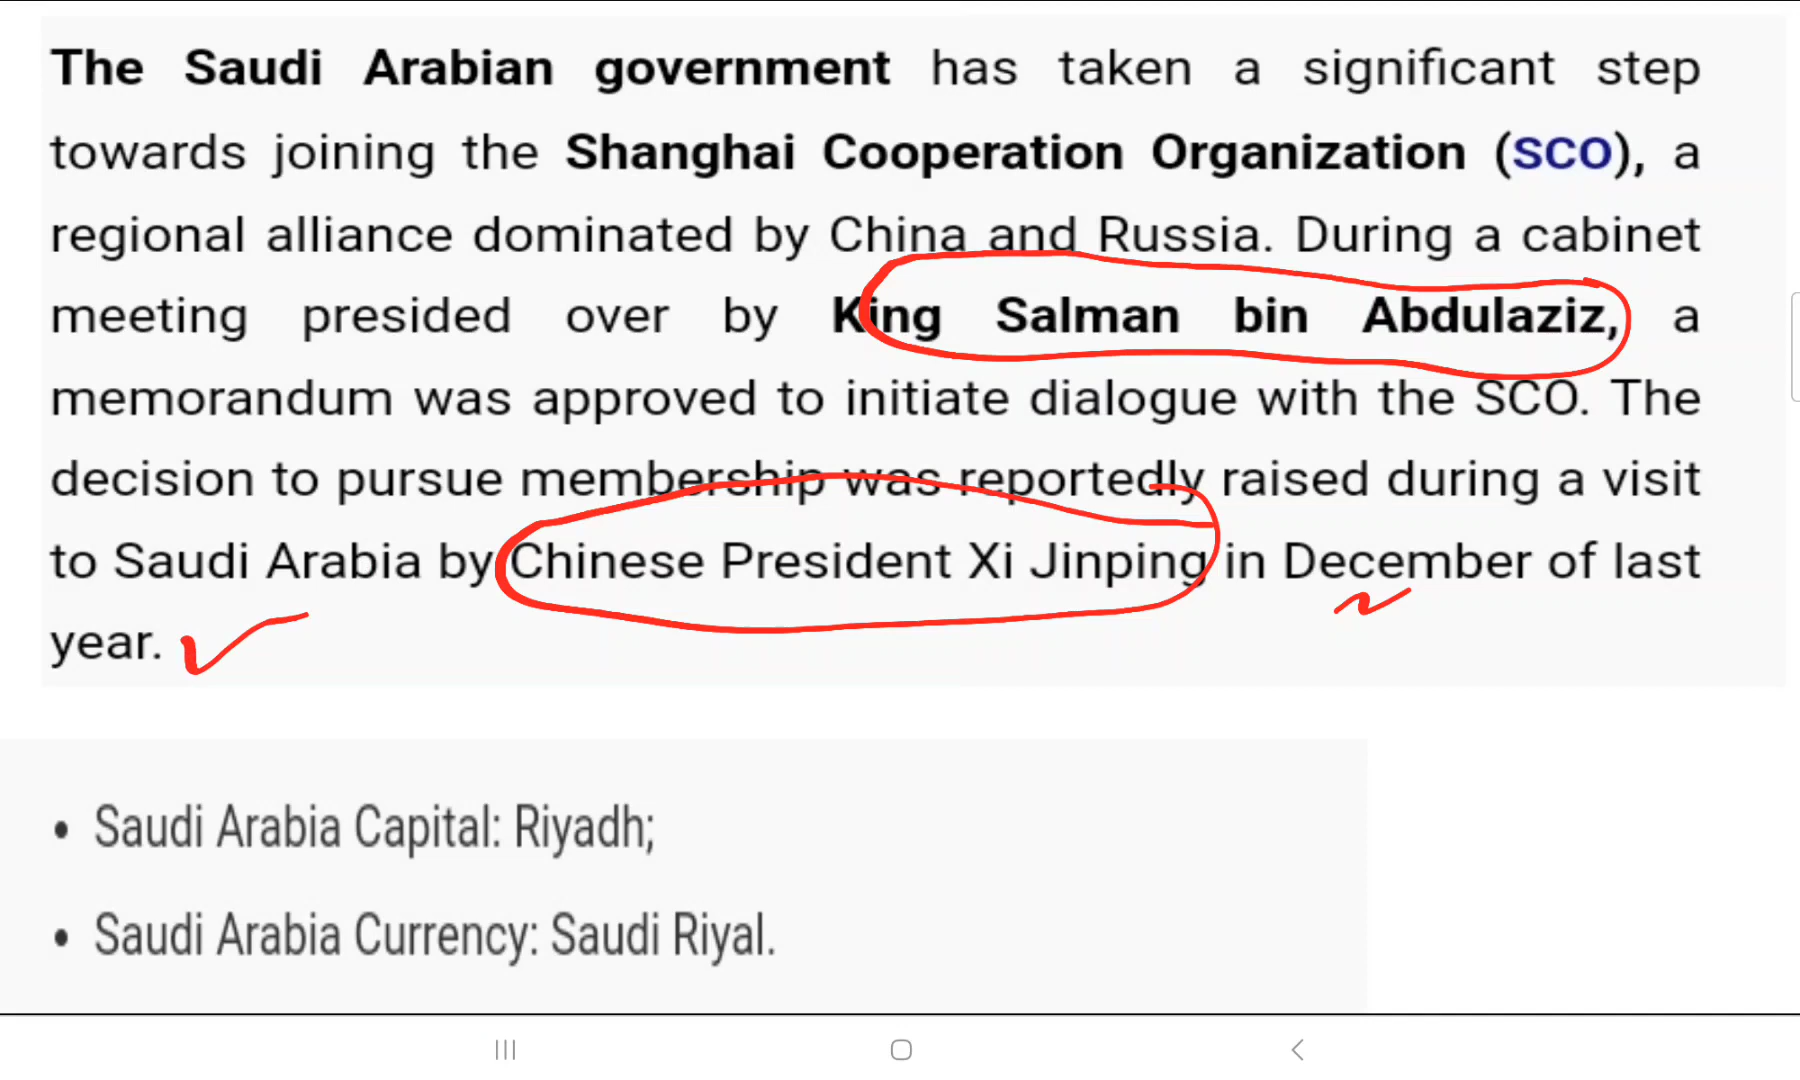 The Saudi Arabian government has taken a significant step
towards joining the Shanghai Cooperation Organization (SCO), a
regional alliance dominated by China and Russia. During a cabinet
meeting presided over by King Salman bin Abdulaziz, a
memorandum was approved to initiate dialogue with the SCO. The
decision to pursue membership was reportedly raised during a visit
to Saudi Arabia by Chinese President Xi Jinping in December of last
year.
• Saudi Arabia Capital: Riyadh;
• Saudi Arabia Currency: Saudi Riyal.